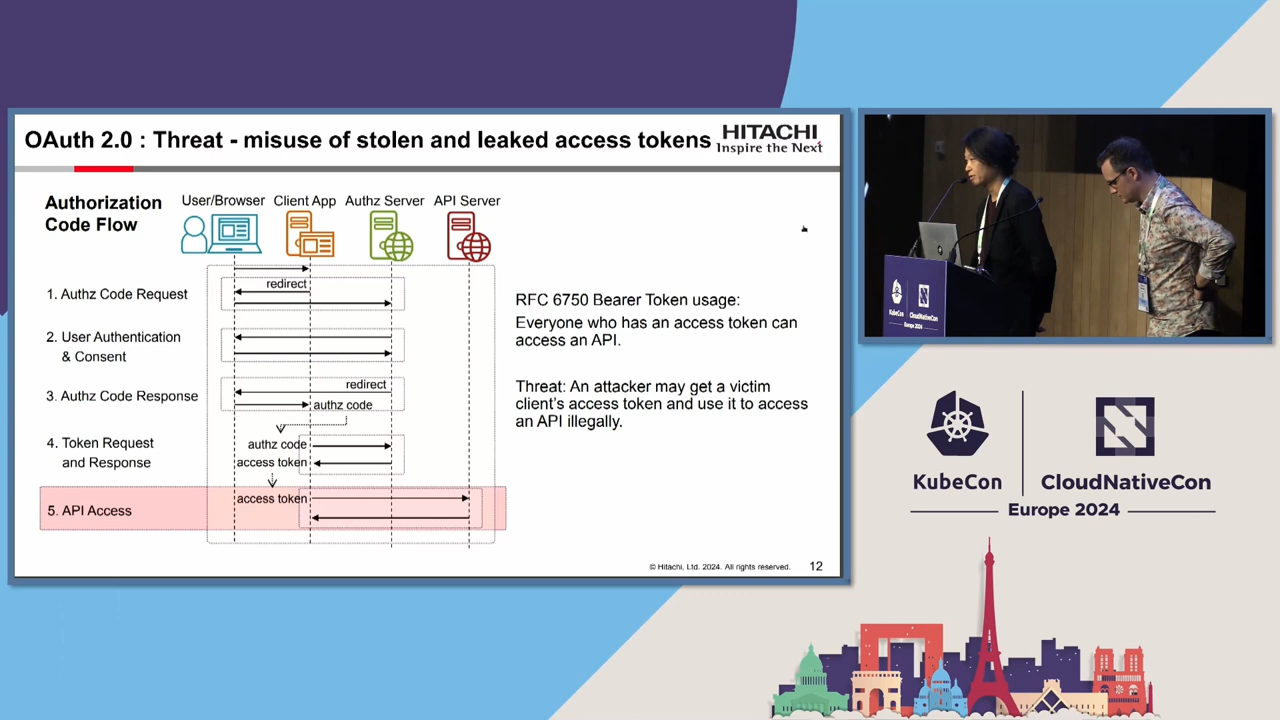 OAuth 2.0 : Threat - misuse of stolen and leaked access tokens
HITACHI
Inspire the Next
Authorization
Code Flow
User/Browser
Client App
Authz Server
API Server
redirect
1. Authz Code Request
2. User Authentication
& Consent
redirect
3. Authz Code Response
authz code
4. Token Request
and Response
authz code
access token
access token
5. API Access
RFC 6750 Bearer Token usage:
Everyone who has an access token can
access an API.
Threat: An attacker may get a victim
client's access token and use it to access
an API illegally.
© Hitachi, Ltd. 2024. All rights reserved.
12
KubeCon
CloudNativeCon
Europe 2024
KubeCon
CloudNativeCon
Europe 2024